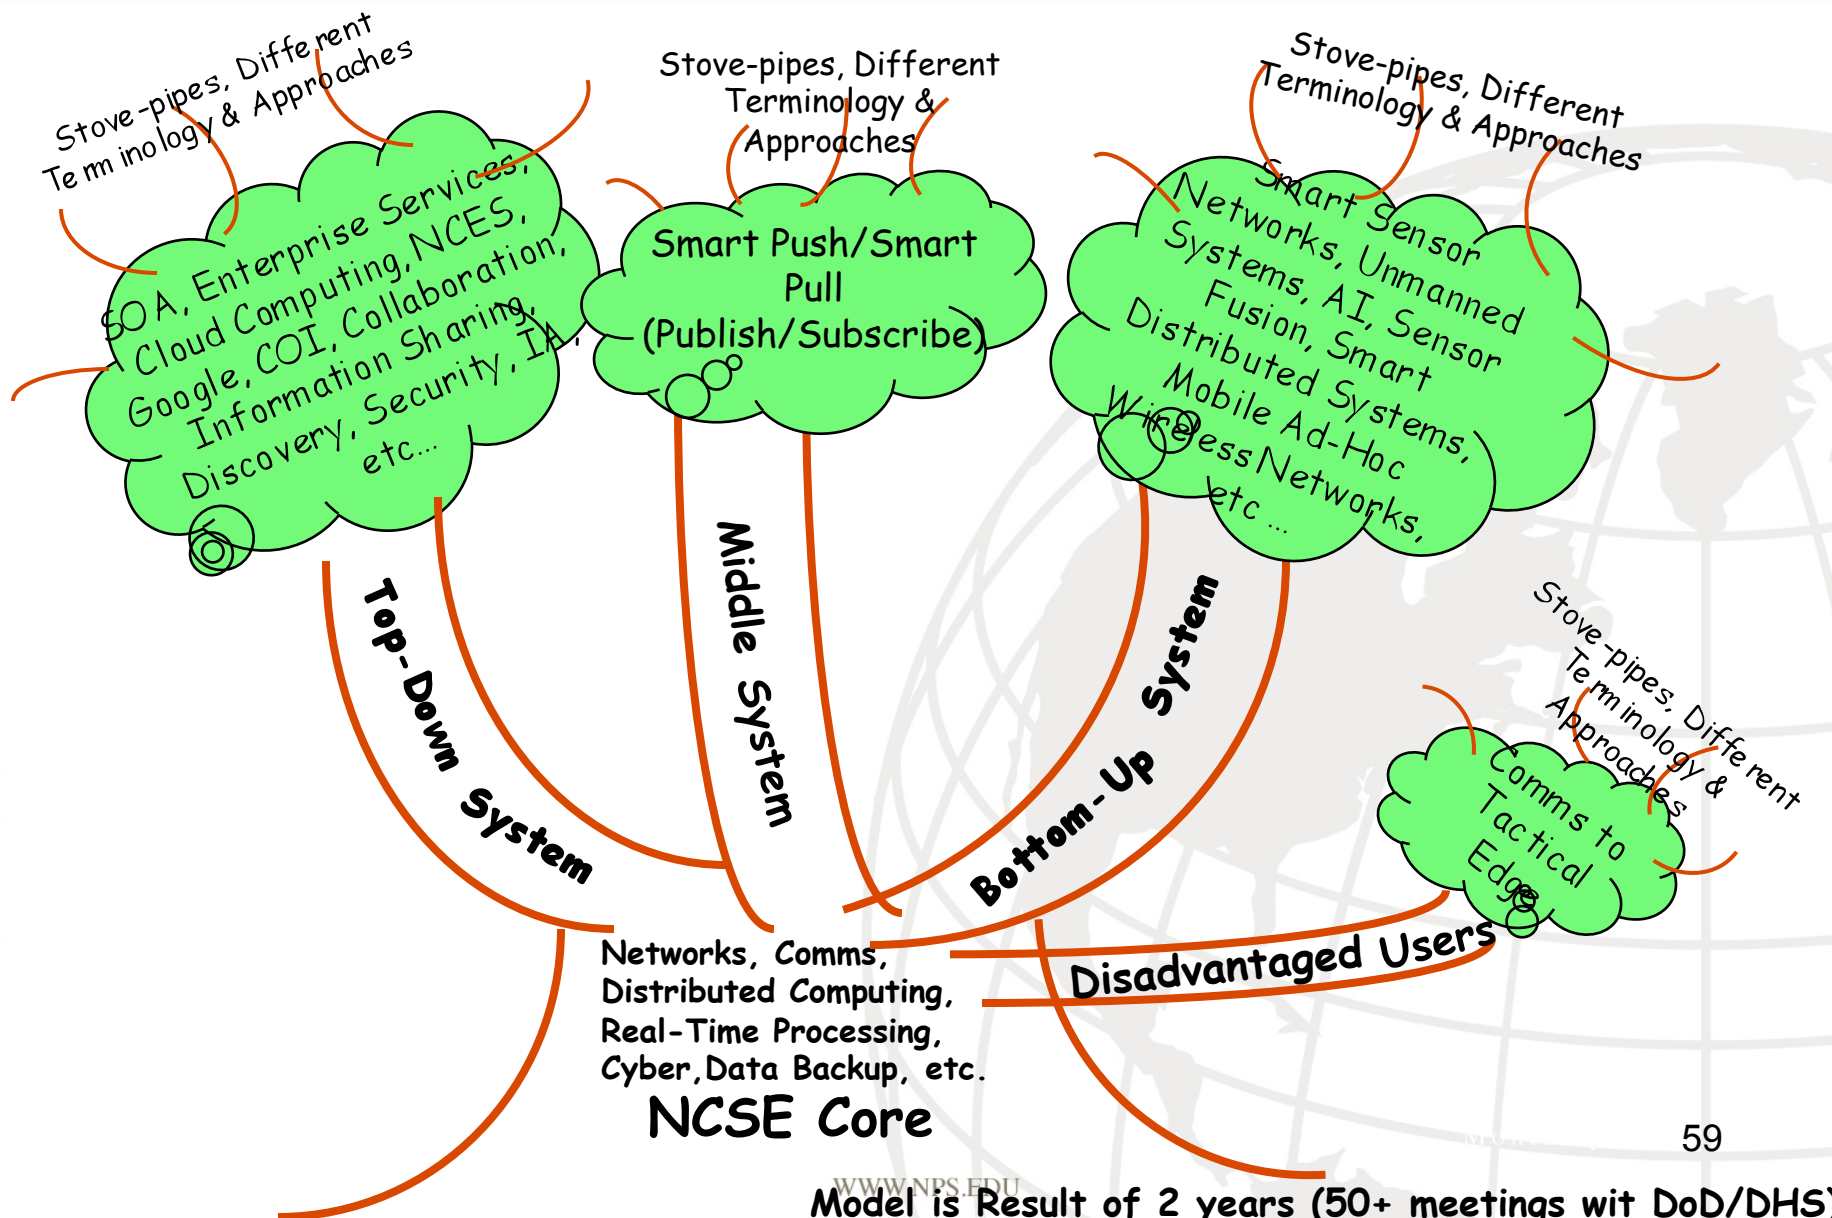 Stove-pipes, Different
Terminology & Approaches
SOA, Enterprise Services,
Cloud Computing, NCES,
Google, COI, Collaboration,
Information Sharing,
Discovery, Security, IA,
etc...
Stove-pipes, Different
Terminology &
Approaches
Smart Push/Smart
Pull
(Publish/Subscribe)
Stove-pipes, Different
Terminology & Approaches
Smart Sensor
Networks, Unmanned
Systems, AI, Sensor
Fusion, Smart
Distributed Systems,
Mobile Ad-Hoc
Wireless Networks,
etc ...
Top-Down System
Middle System
Bottom-Up System
Stove-pipes, Different
Terminology &
Approaches
Comms to
Tactical
Edge
Disadvantaged Users
Networks, Comms,
Distributed Computing,
Real-Time Processing,
Cyber,Data Backup, etc.
NCSE Core
59
WWW.NPS.EDU
Model is Result of 2 years (50+ meetings wit DoD/DHS)